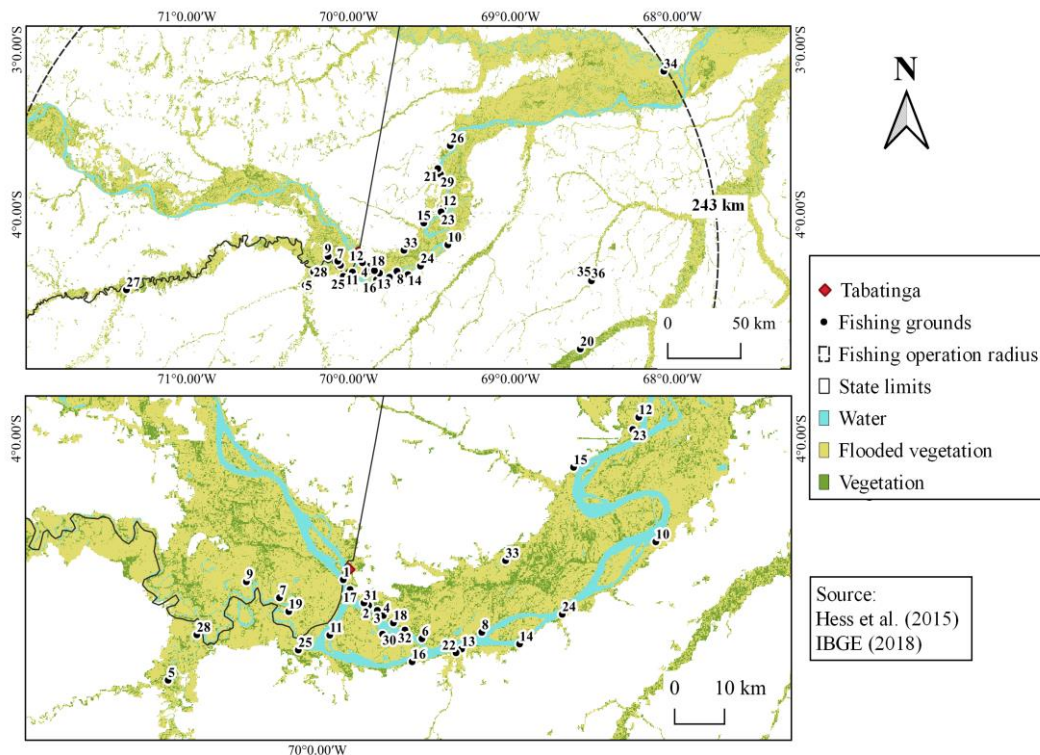 71°0.00'W 70°0.00'W 69°0.00'W 68°0.00'W
3°0.00'S
3°0.00'S
34
26
21
29
12
15
23
4°0.00'S
4°0.00'S
243 km
33
10
9 7 12 18 24
28 4
5 25 11 16 13 8 14
27
35 36
20
0 50 km
71°0.00'W 70°0.00'W 69°0.00'W 68°0.00'W
N
Tabatinga
Fishing grounds
Fishing operation radius
State limits
Water
Flooded vegetation
Vegetation
4°0.00'S
4°0.00'S
12
23
15
10
33
1
9
7
17
31
19
2
3
4
18
24
28
11
30
32
6
8
25
22
13
14
16
5
0 10 km
70°0.00'W
Source:
Hess et al. (2015)
IBGE (2018)